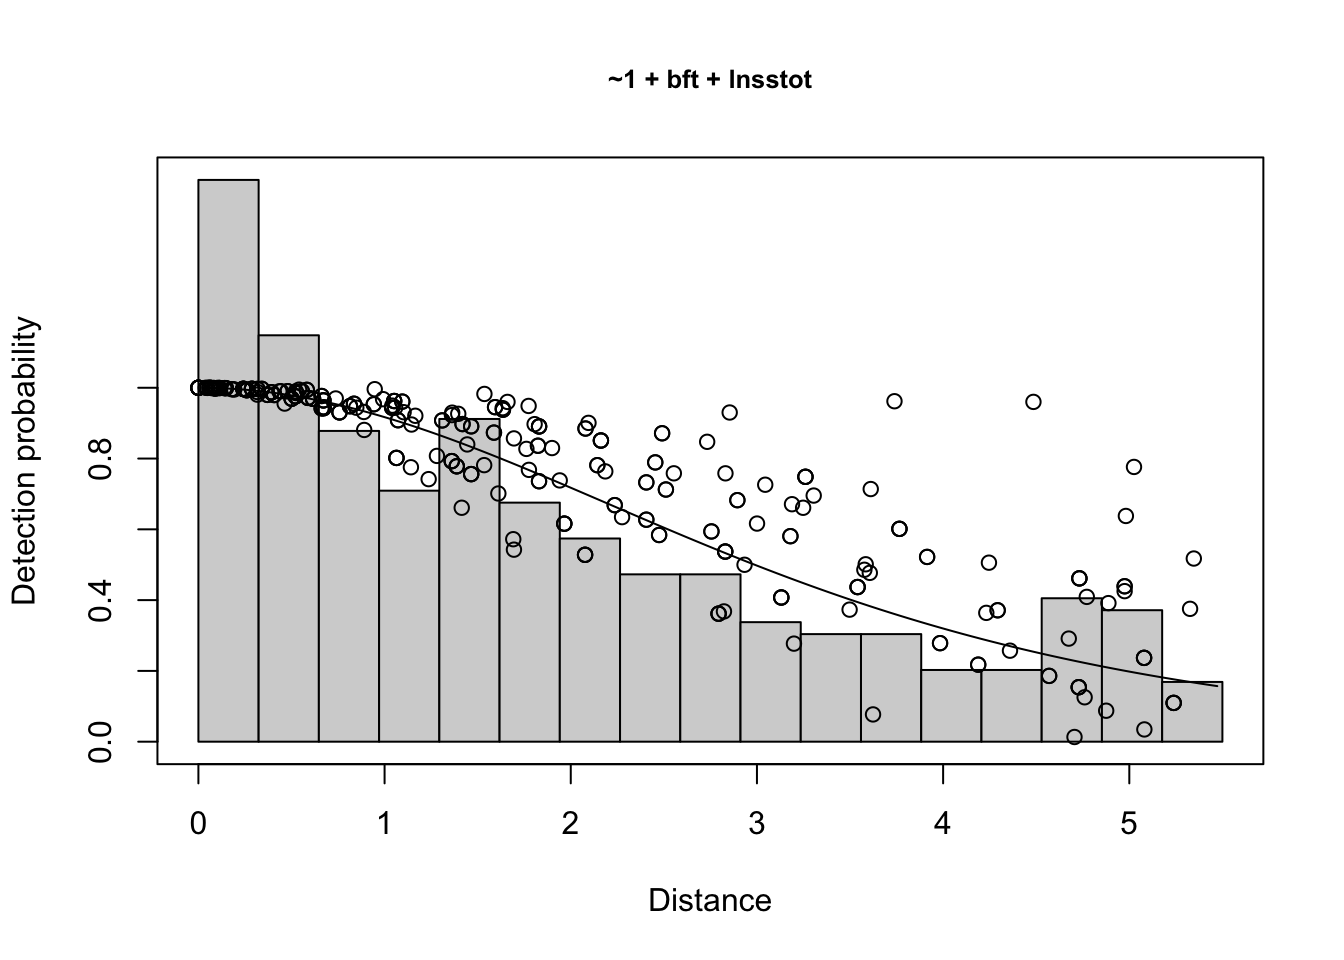 ~1 + bft + lnsstot
Detection probability
0.8
0.4
0.0
0 1 2 3 4 5
Distance